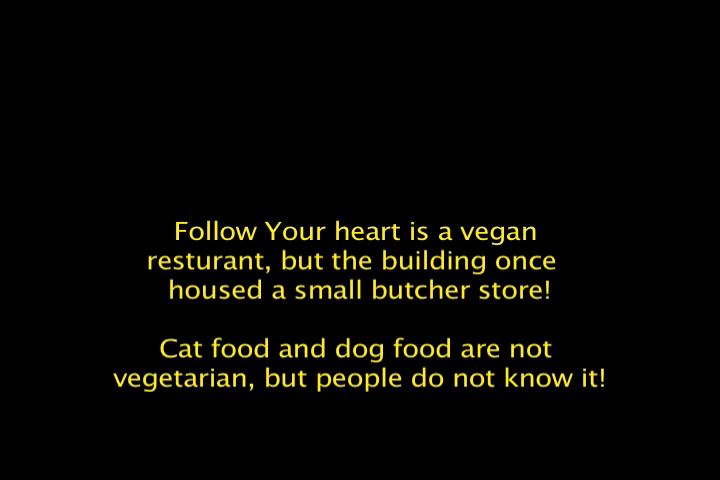 Follow Your heart is a vegan
resturant, but the building once
housed a small butcher store!
Cat food and dog food are not
vegetarian, but people do not know it!